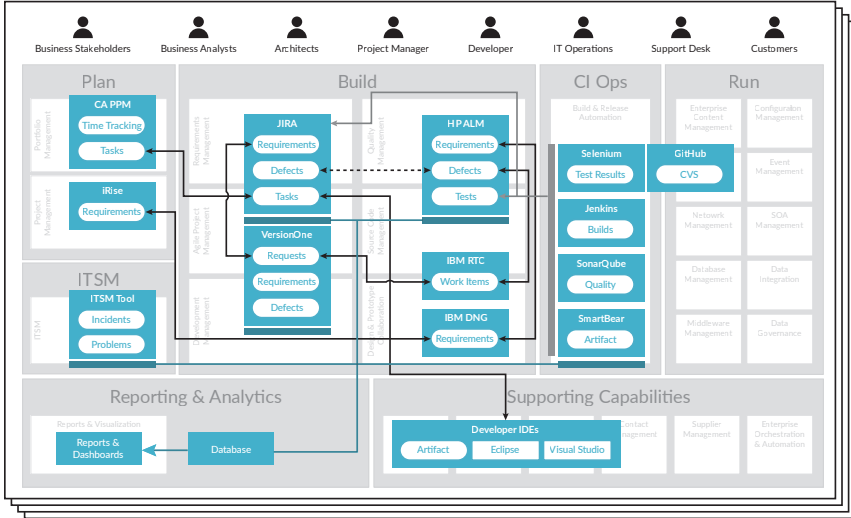 Business Stakeholders
Business Analysts
Architects
Project Manager
Developer
IT Operations
Support Desk
Customers
Plan
Build
CI Ops
Run
Portfolio
Management
CA PPM
Time Tracking
Tasks
Project
Management
iRise
Requirements
ITSM
ITSM
ITSM Tool
Incidents
Problems
Requirements
Management
JIRA
Requirements
Defects
Tasks
Agile Project
Management
VersionOne
Requests
Requirements
Defects
Development
Management
Quality
Management
HP ALM
Requirements
Defects
Tests
Source Code
Management
IBM RTC
Work Items
Design & Prototype
Collaboration
IBM DNG
Requirements
Build & Release
Automation
Selenium
Test Results
GitHub
CVS
Jenkins
Builds
SonarQube
Quality
SmartBear
Artifact
Enterprise
Content
Management
Configuraion
Management
Event
Management
Network
Management
SOA
Management
Database
Management
Data
Integration
Middleware
Management
Data
Governance
Reporting & Analytics
Reports & Visualization
Reports &
Dashboards
Database
Supporting Capabilities
Developer IDEs
Artifact
Eclipse
Visual Studio
Supplier
Management
Enterprise
Orchestration
& Automation